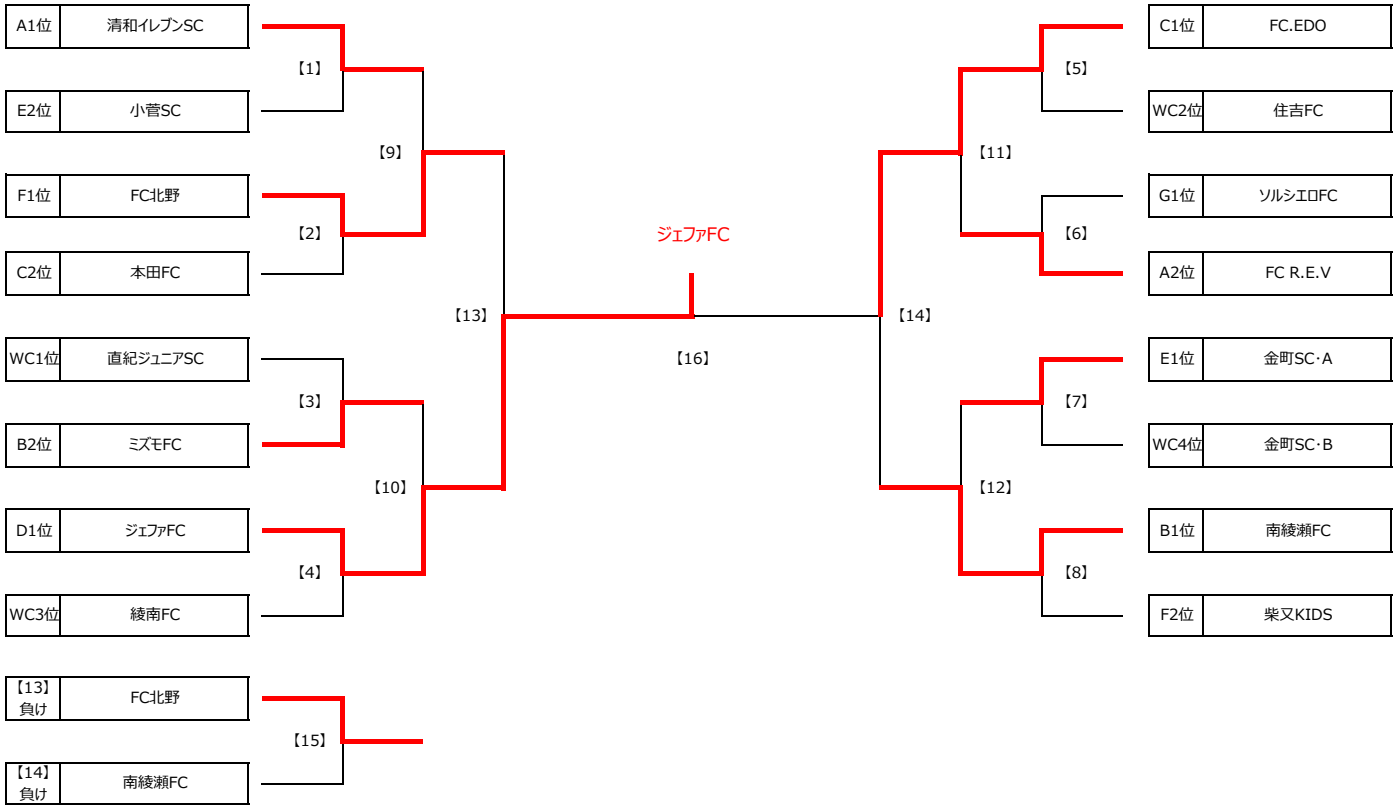 A1位 清和イレブンSC
【1】
E2位 小菅SC
【9】
F1位 FC北野
【2】
C2位 本田FC
【13】
WC1位 直紀ジュニアSC
【3】
B2位 ミズモFC
【10】
D1位 ジェファFC
【4】
WC3位 綾南FC
ジェファFC
【16】
C1位 FC.EDO
【5】
WC2位 住吉FC
【11】
G1位 ソルシエロFC
【6】
A2位 FC R.E.V
【14】
E1位 金町SC・A
【7】
WC4位 金町SC・B
【12】
B1位 南綾瀬FC
【8】
F2位 柴又KIDS
【13】
負け
FC北野
【15】
【14】
負け
南綾瀬FC